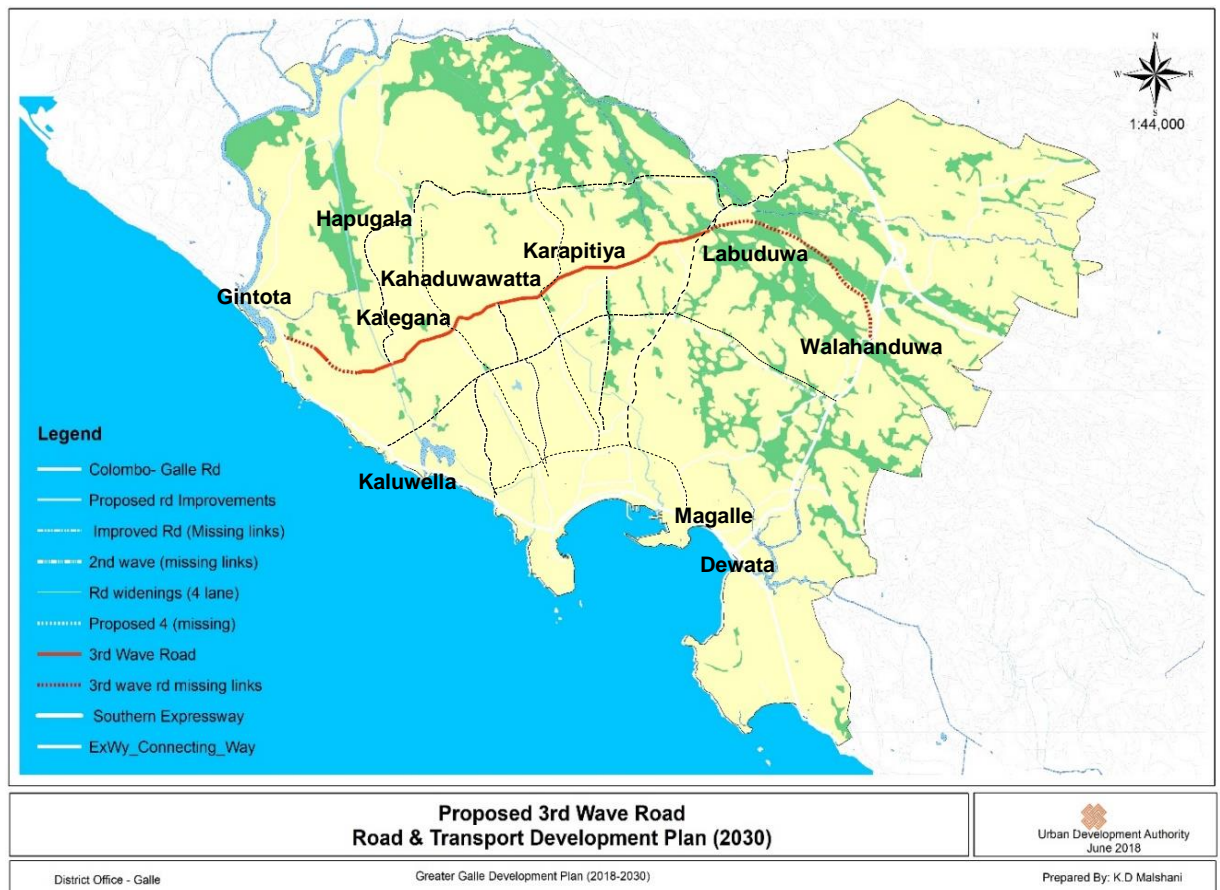 N
W
R
S
1:44,000
Hapugala
Karapitiya
Labuduwa
Kahaduwawatta
Gintota
Kalegana
Walahanduwa
Legend
Colombo- Galle Rd
Proposed rd Improvements
Improved Rd (Missing links)
2nd wave (missing links)
Rd widenings (4 lane)
Proposed 4 (missing)
3rd Wave Road
3rd wave rd missing links
Southern Expressway
ExWy_Connecting_Way
Kaluwella
Magalle
Dewata
Proposed 3rd Wave Road
Road & Transport Development Plan (2030)
Urban Development Authority
June 2018
District Office - Galle
Greater Galle Development Plan (2018-2030)
Prepared By: K.D Malshani